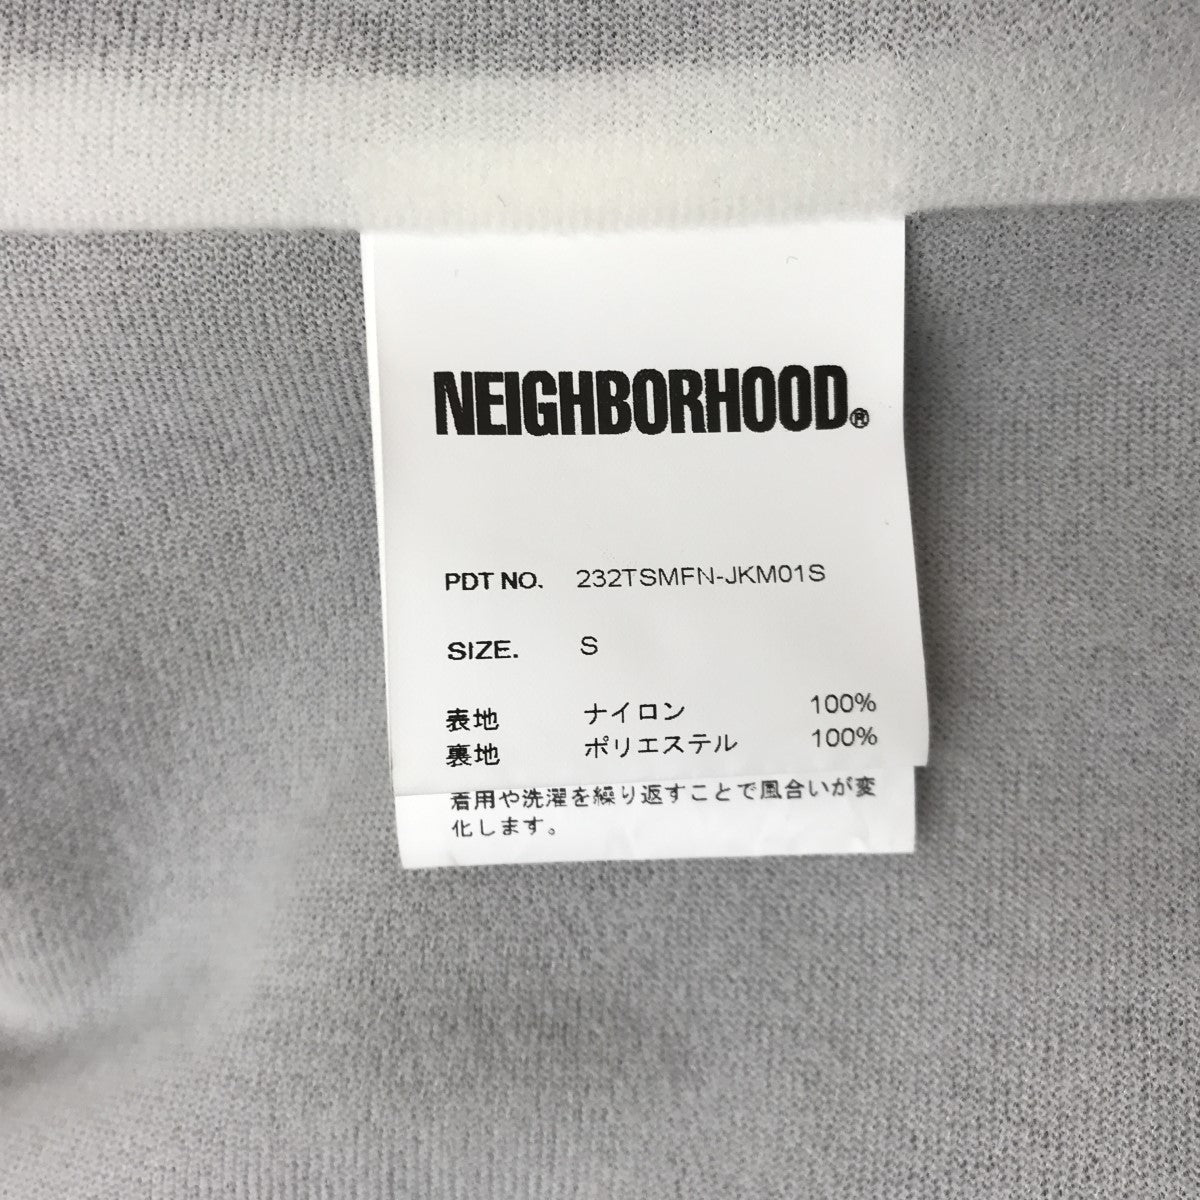 NEIGHBORHOOD®
PDT NO. 232TSMFN-JKM01S
SIZE. S
表地 ナイロン 100%
裏地 ポリエステル 100%
着用や洗濯を繰り返すことで風合いが変
化します。